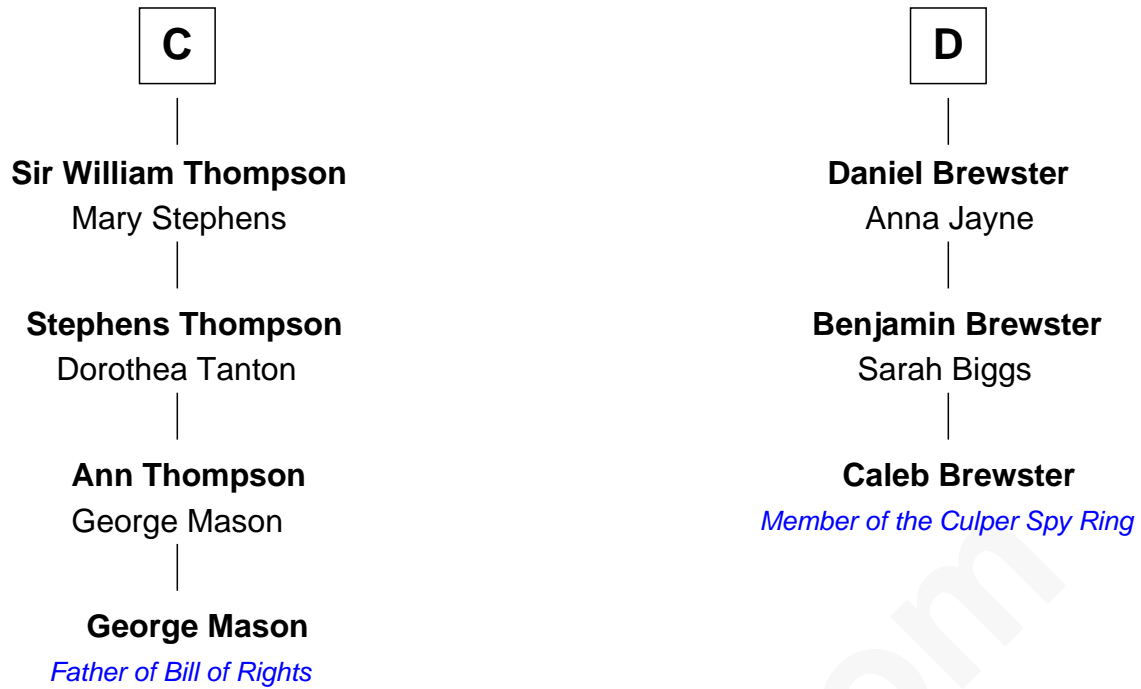 C
Sir William Thompson
Mary Stephens
Stephens Thompson
Dorothea Tanton
Ann Thompson
George Mason
George Mason
Father of Bill of Rights
D
Daniel Brewster
Anna Jayne
Benjamin Brewster
Sarah Biggs
Caleb Brewster
Member of the Culper Spy Ring
om